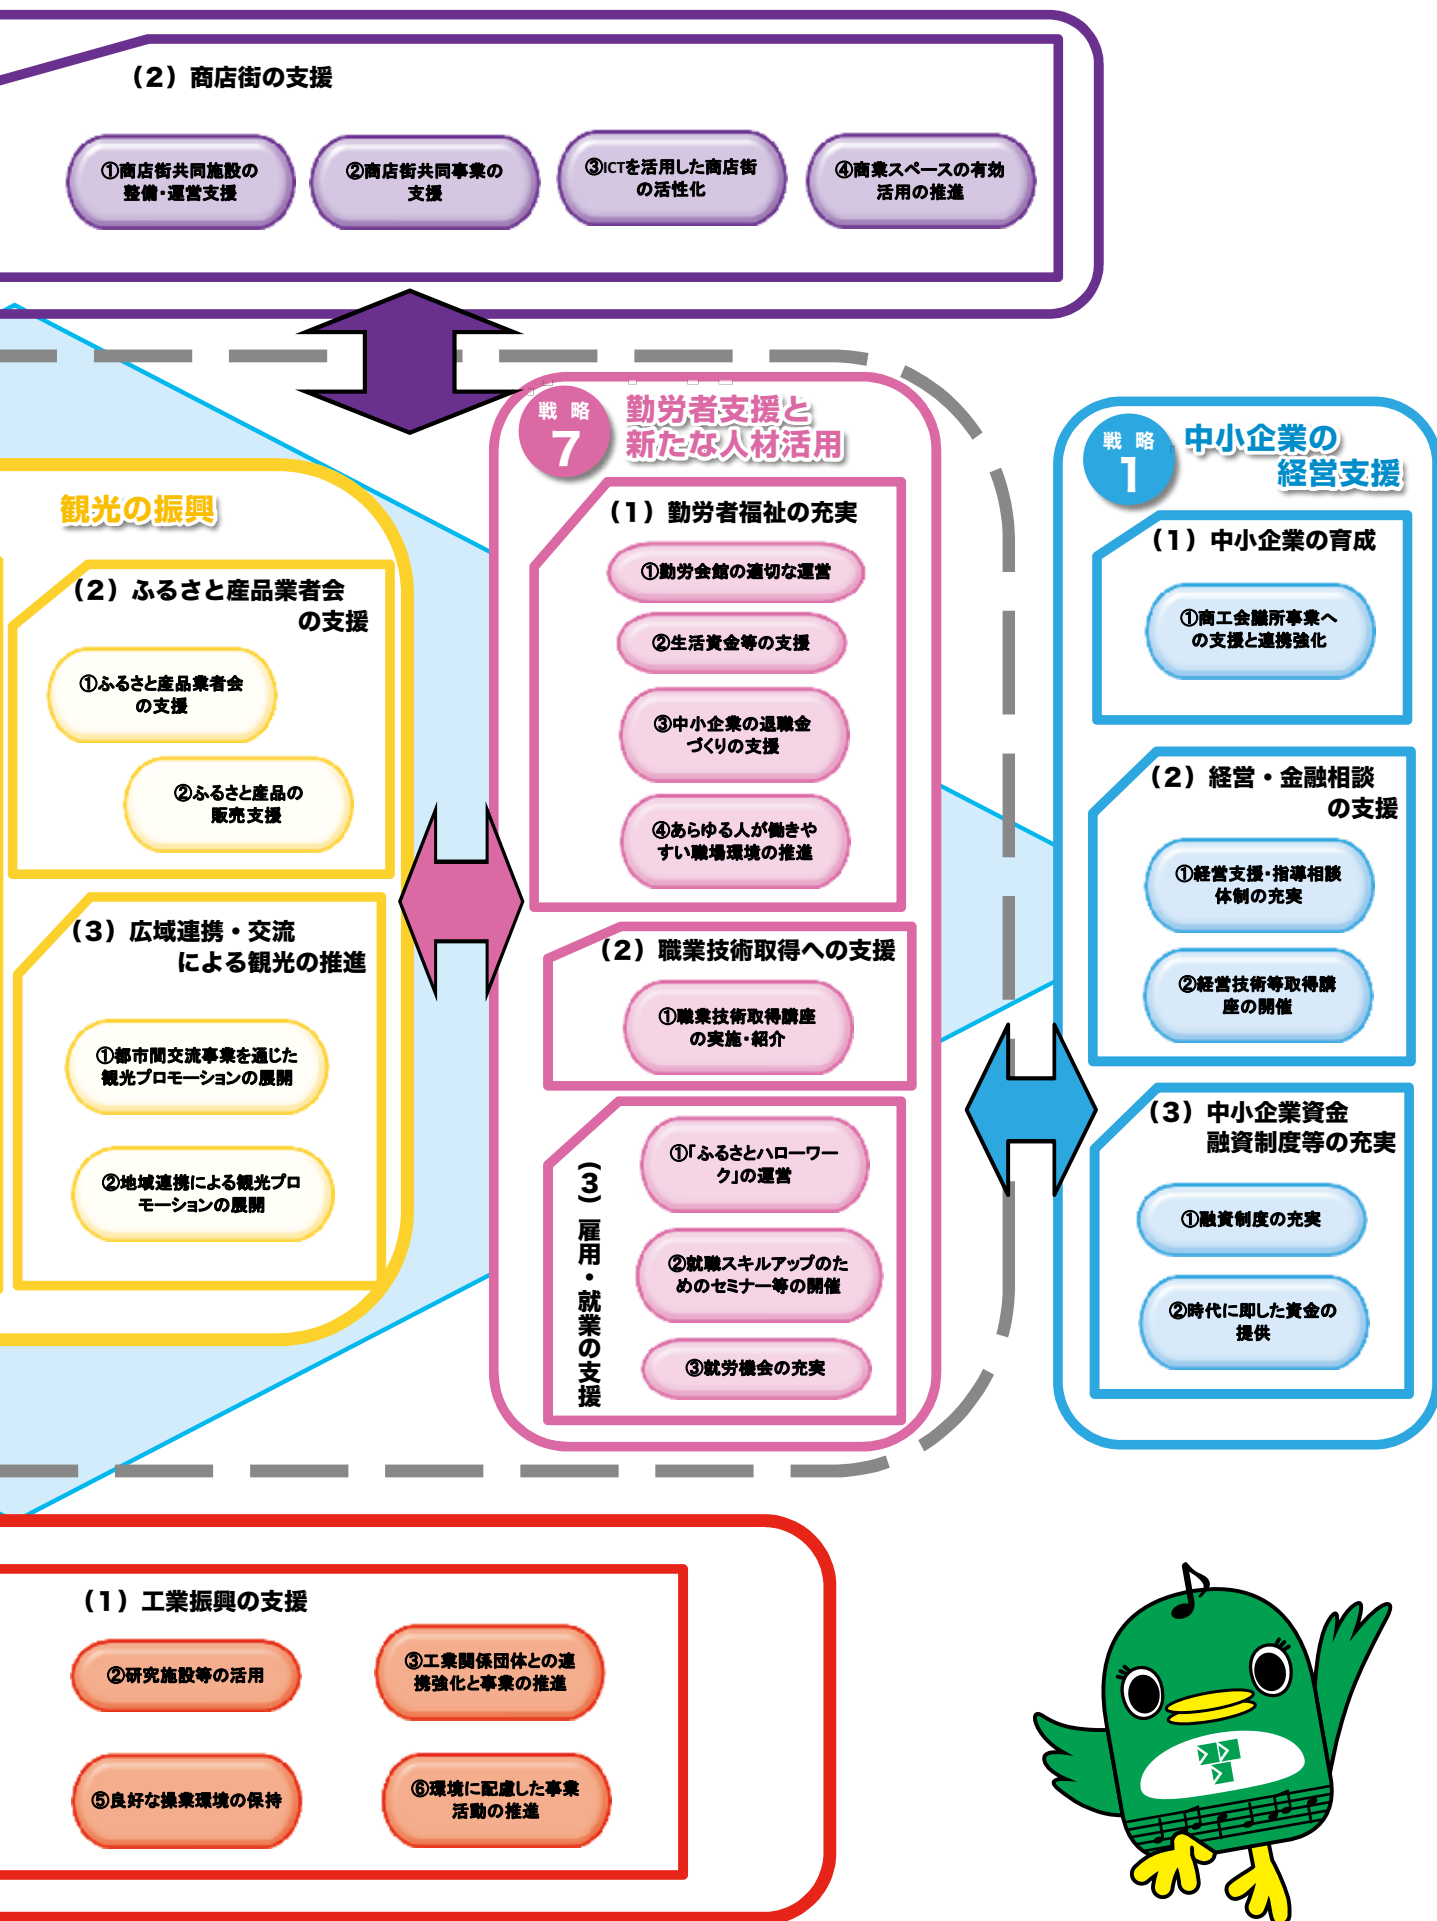 （2）商店街の支援
①商店街共同施設の
整備・運営支援
②商店街共同事業の
支援
③ICTを活用した商店街
の活性化
④商業スペースの有効
活用の推進
観光の振興
（2）ふるさと産品業者会
の支援
①ふるさと産品業者会
の支援
②ふるさと産品の
販売支援
（3）広域連携・交流
による観光の推進
①都市間交流事業を通じた
観光プロモーションの展開
②地域連携による観光プロ
モーションの展開
戦 略
7
勤労者支援と
新たな人材活用
（1）勤労者福祉の充実
①勤労会館の適切な運営
②生活資金等の支援
③中小企業の退職金
づくりの支援
④あらゆる人が働きや
すい職場環境の推進
（2）職業技術取得への支援
①職業技術取得講座
の実施・紹介
（3）雇用・就業の支援
①「ふるさとハローワー
ク」の運営
②就職スキルアップのた
めのセミナー等の開催
③就労機会の充実
戦 略
1
中小企業の
経営支援
（1）中小企業の育成
①商工会議所事業へ
の支援と連携強化
（2）経営・金融相談
の支援
①経営支援・指導相談
体制の充実
②経営技術等取得講
座の開催
（3）中小企業資金
融資制度等の充実
①融資制度の充実
②時代に即した資金の
提供
（1）工業振興の支援
②研究施設等の活用
③工業関係団体との連
携強化と事業の推進
⑤良好な操業環境の保持
⑥環境に配慮した事業
活動の推進